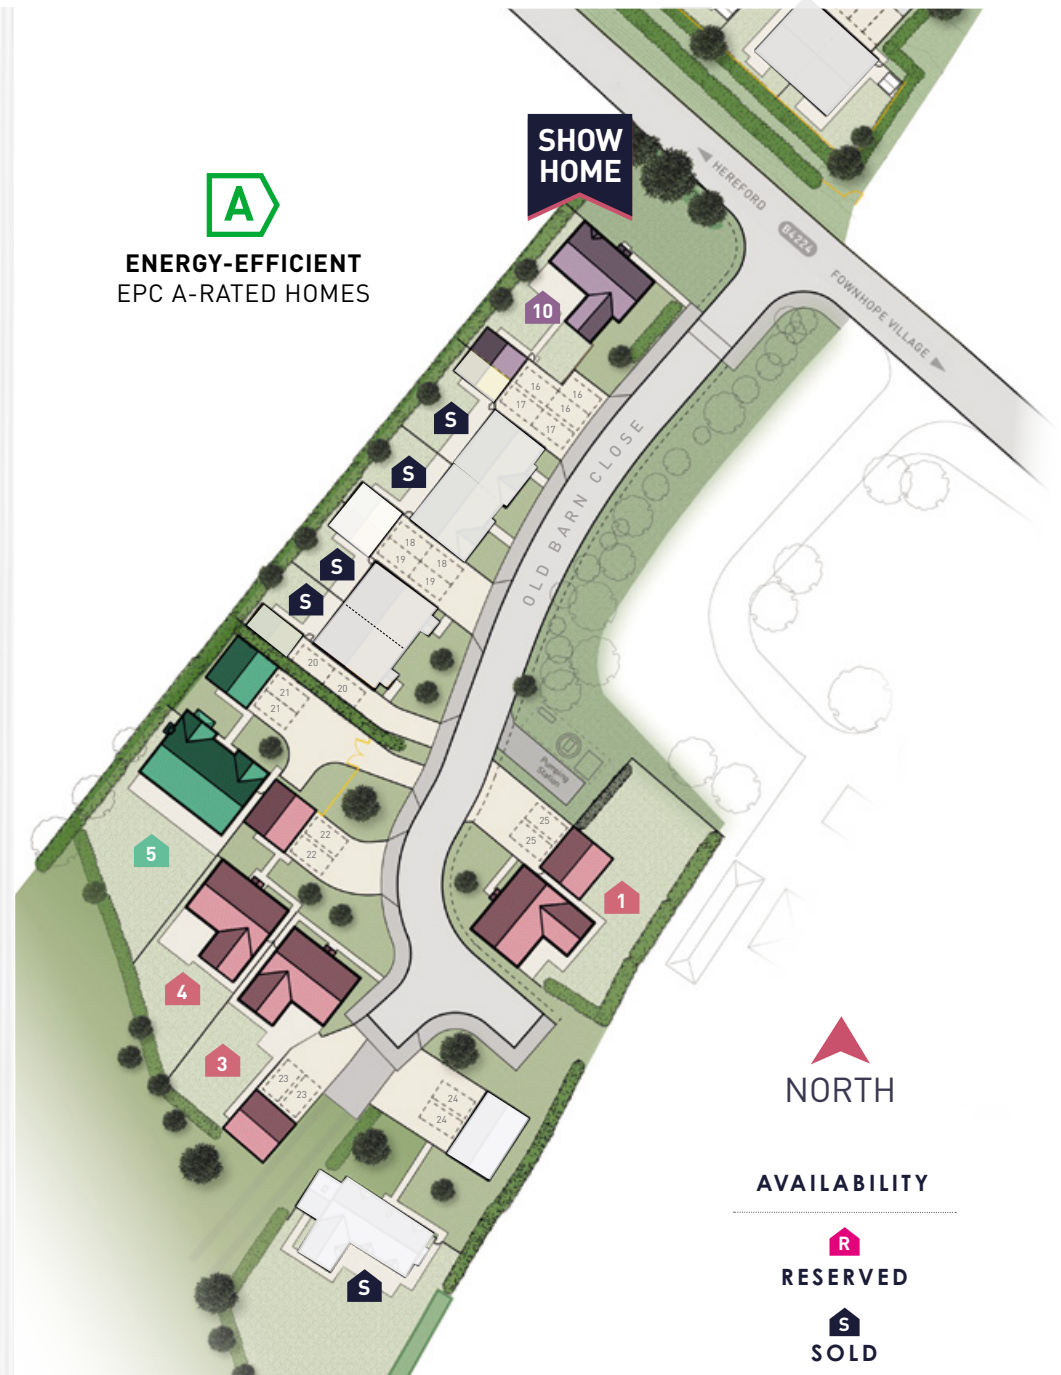 SHOW
HOME
A
ENERGY-EFFICIENT
EPC A-RATED HOMES
HEREFORD
B4224
FOWNHOPE VILLAGE
10
16
16
17
16
17
S
S
OLD BARN CLOSE
18
18
19
19
S
S
20
20
21
21
Pumping
Station
22
22
25
25
5
1
4
3
23
23
24
24
S
NORTH
AVAILABILITY
R
RESERVED
S
SOLD